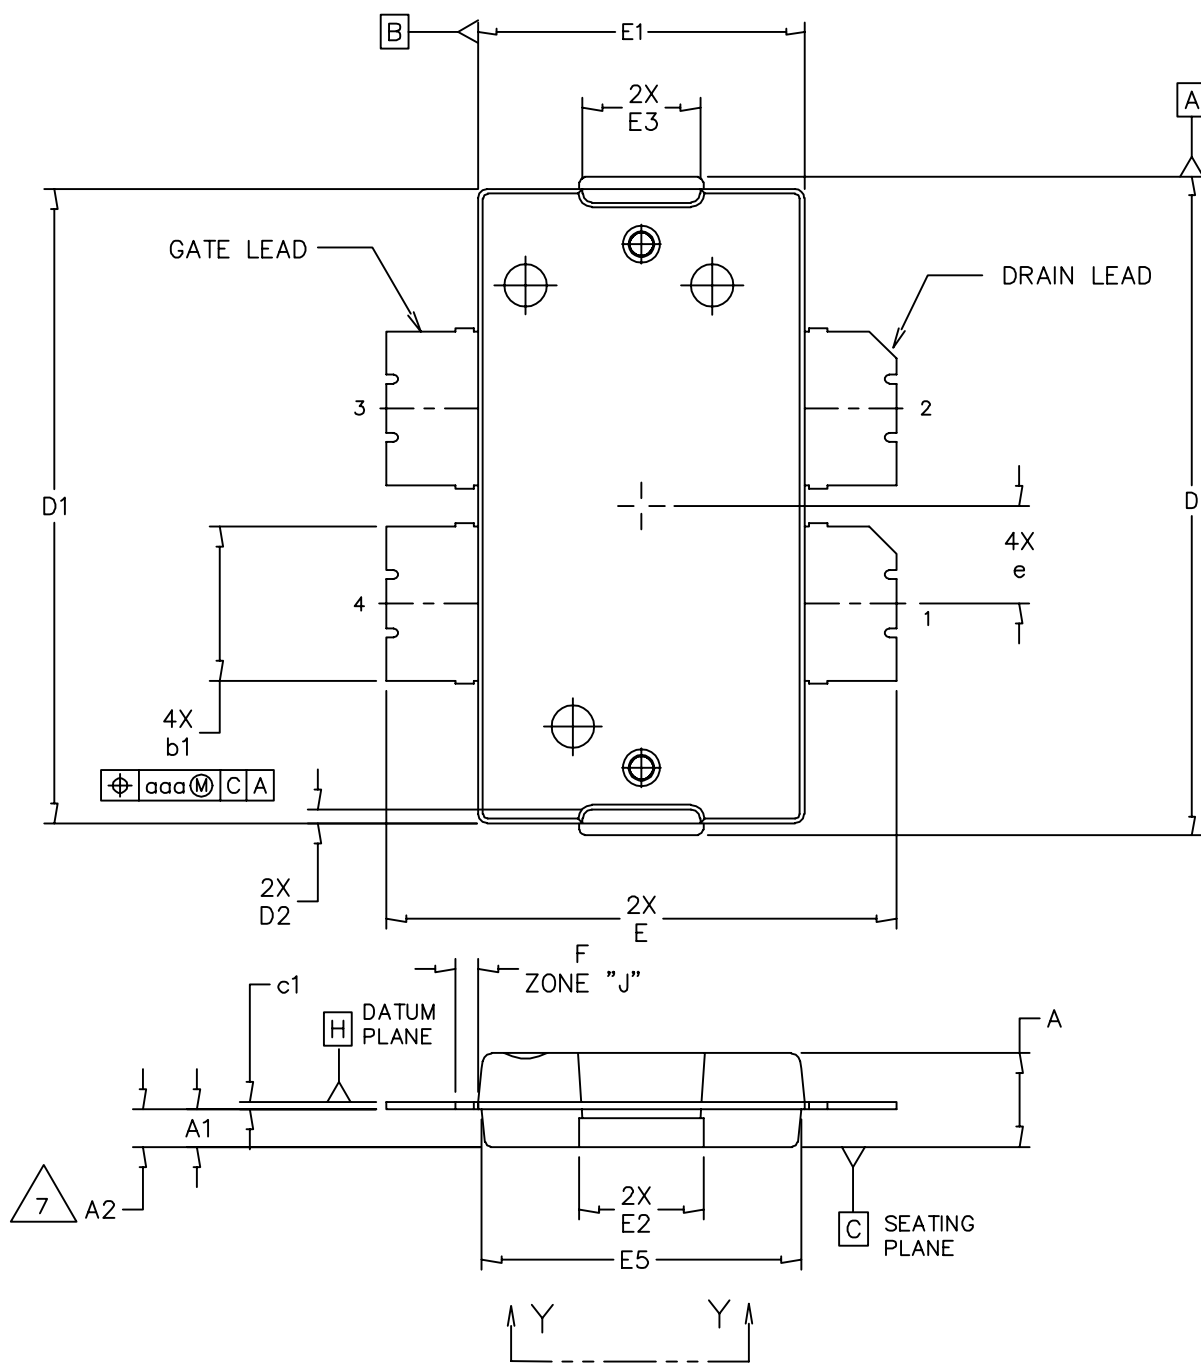 B
E1
2X
E3
A
GATE LEAD
DRAIN LEAD
3
2
D1
D
4X
e
4
1
4X
b1
⌖ aaa Ⓜ C A
2X
D2
2X
E
F
ZONE "J"
c1
H
DATUM
PLANE
A
A1
7
A2
2X
E2
C
SEATING
PLANE
E5
Y
Y